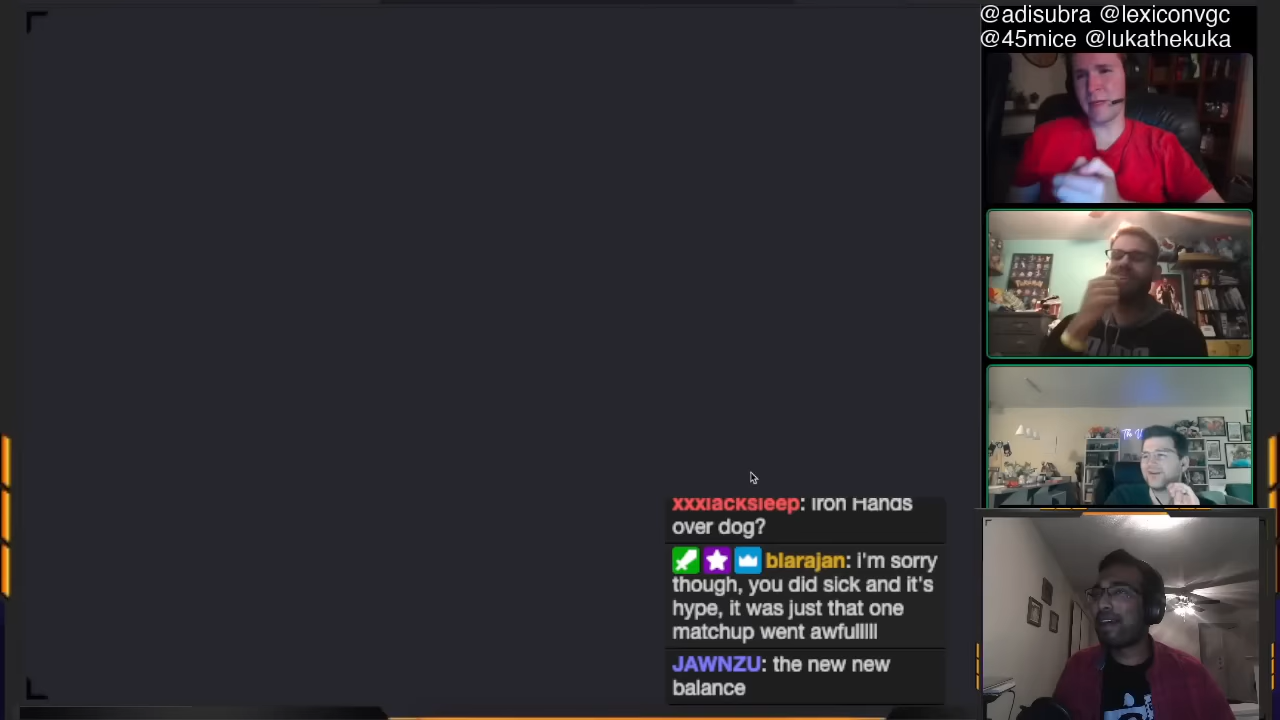 @adisubra @lexiconvgc
@45mice @lukathekuka
xxxlacksleep: Iron Hands
over dog?
blarajan: i'm sorry
though, you did sick and it's
hype, it was just that one
matchup went awfulllll
JAWNZU: the new new
balance